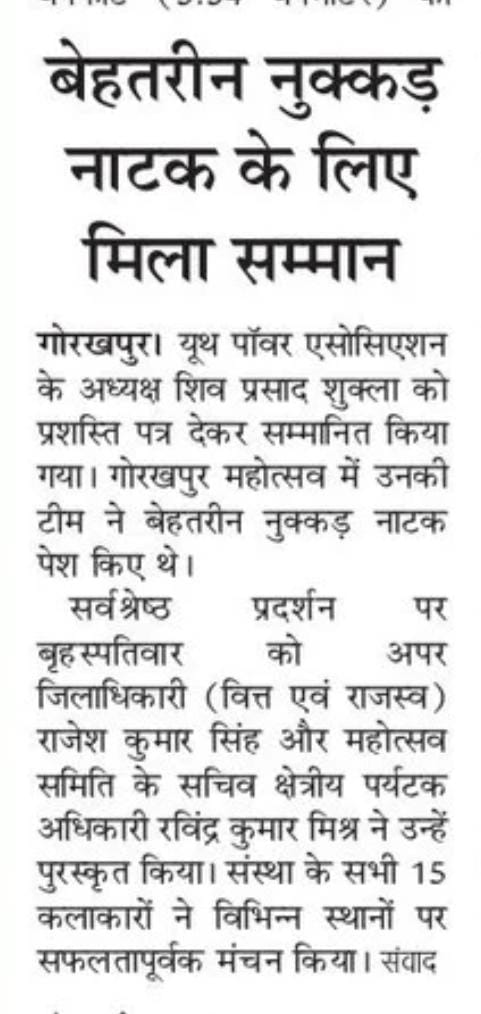 बेहतरीन नुक्कड़
नाटक के लिए
मिला सम्मान
गोरखपुर। यूथ पॉवर एसोसिएशन
के अध्यक्ष शिव प्रसाद शुक्ला को
प्रशस्ति पत्र देकर सम्मानित किया
गया। गोरखपुर महोत्सव में उनकी
टीम ने बेहतरीन नुक्कड़ नाटक
पेश किए थे।
सर्वश्रेष्ठ प्रदर्शन पर
बृहस्पतिवार को अपर
जिलाधिकारी (वित्त एवं राजस्व)
राजेश कुमार सिंह और महोत्सव
समिति के सचिव क्षेत्रीय पर्यटक
अधिकारी रविंद्र कुमार मिश्र ने उन्हें
पुरस्कृत किया। संस्था के सभी 15
कलाकारों ने विभिन्न स्थानों पर
सफलतापूर्वक मंचन किया। संवाद